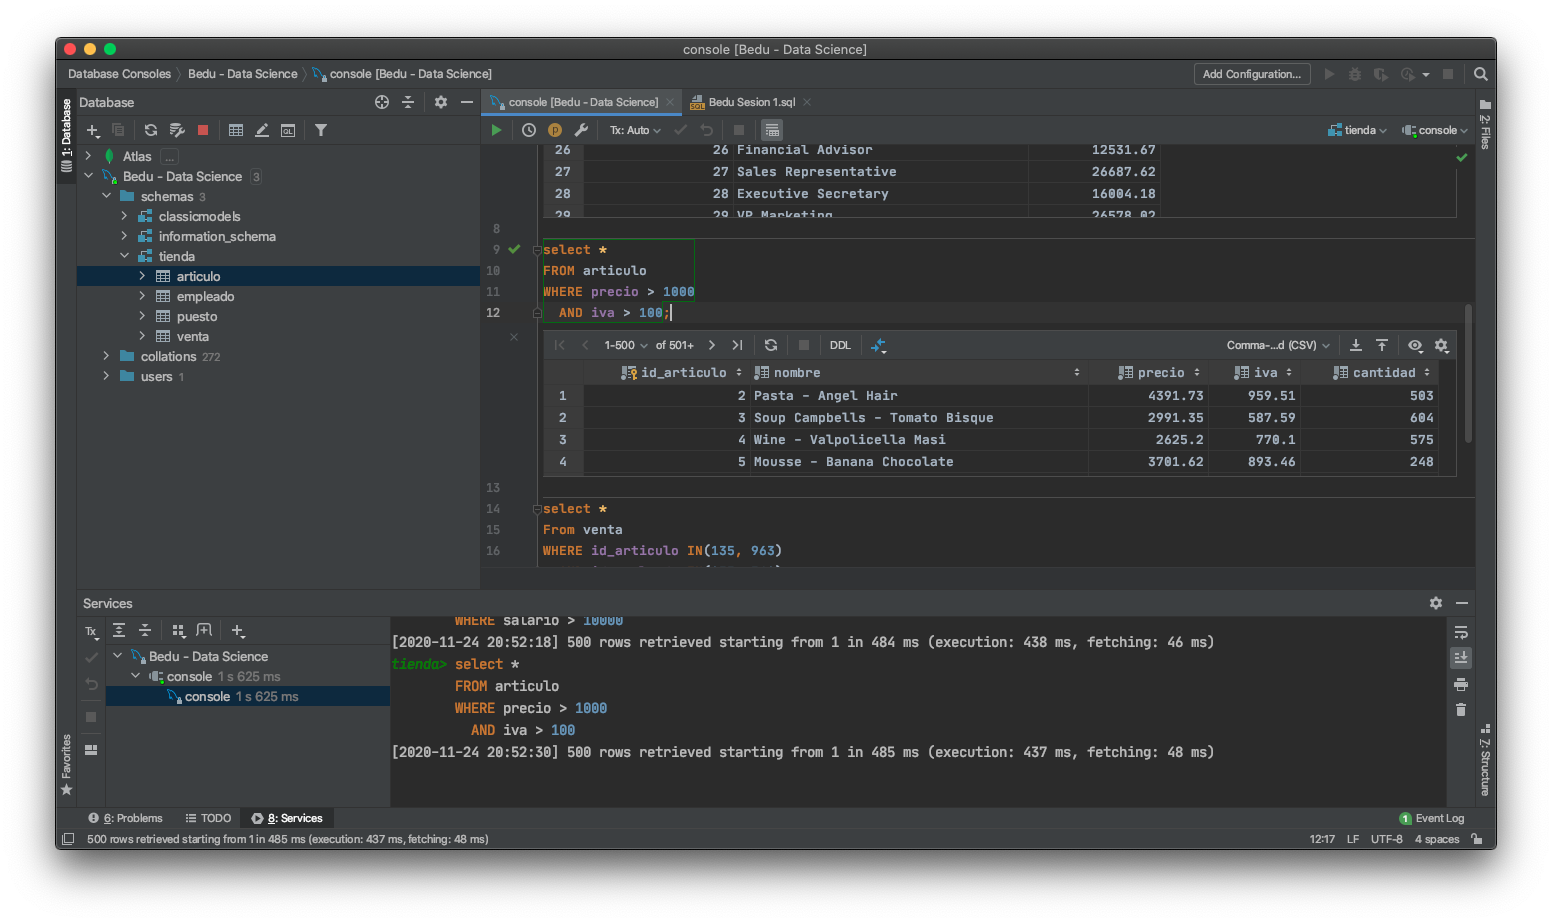 console [Bedu - Data Science]
Database Consoles
Bedu - Data Science
console [Bedu - Data Science]
Add Configuration...
1: Database
Database
console [Bedu - Data Science]
Bedu Sesion 1.sql
2: Files
Tx: Auto
tienda
console
Atlas ...
Bedu - Data Science 3
schemas 3
classicmodels
information_schema
tienda
articulo
empleado
puesto
venta
collations 272
users 1
26 26 Financial Advisor 12531.67
27 27 Sales Representative 26687.62
28 28 Executive Secretary 16004.18
29 29 VP Marketing 26578.02
8
9 select *
10 FROM articulo
11 WHERE precio > 1000
12 AND iva > 100;
1-500 of 501+ DDL Comma-...d (CSV)
id_articulo nombre precio iva cantidad
1 2 Pasta - Angel Hair 4391.73 959.51 503
2 3 Soup Campbells - Tomato Bisque 2991.35 587.59 604
3 4 Wine - Valpolicella Masi 2625.2 770.1 575
4 5 Mousse - Banana Chocolate 3701.62 893.46 248
13
14 select *
15 From venta
16 WHERE id_articulo IN(135, 963)
Services
Tx
Bedu - Data Science
console 1 s 625 ms
console 1 s 625 ms
WHERE salario > 10000
[2020-11-24 20:52:18] 500 rows retrieved starting from 1 in 484 ms (execution: 438 ms, fetching: 46 ms)
tienda> select *
FROM articulo
WHERE precio > 1000
AND iva > 100
[2020-11-24 20:52:30] 500 rows retrieved starting from 1 in 485 ms (execution: 437 ms, fetching: 48 ms)
Favorites
Z: Structure
6: Problems
TODO
8: Services
1 Event Log
500 rows retrieved starting from 1 in 485 ms (execution: 437 ms, fetching: 48 ms)
12:17 LF UTF-8 4 spaces